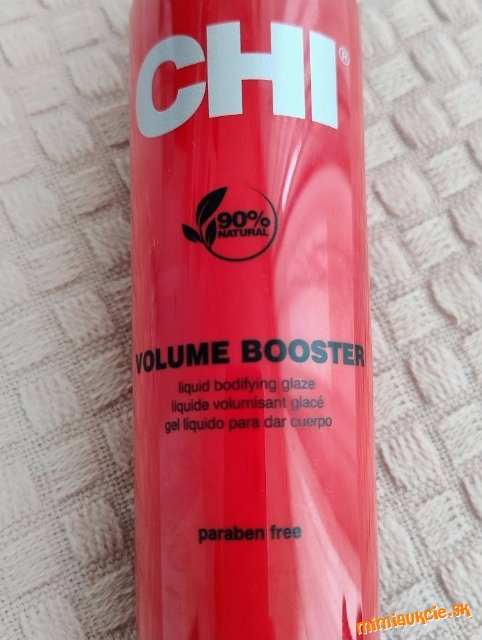 CHI®
90%
NATURAL
VOLUME BOOSTER
liquid bodifying glaze
liquide volumisant glacé
gel líquido para dar cuerpo
paraben free
mimiaukcie.sk